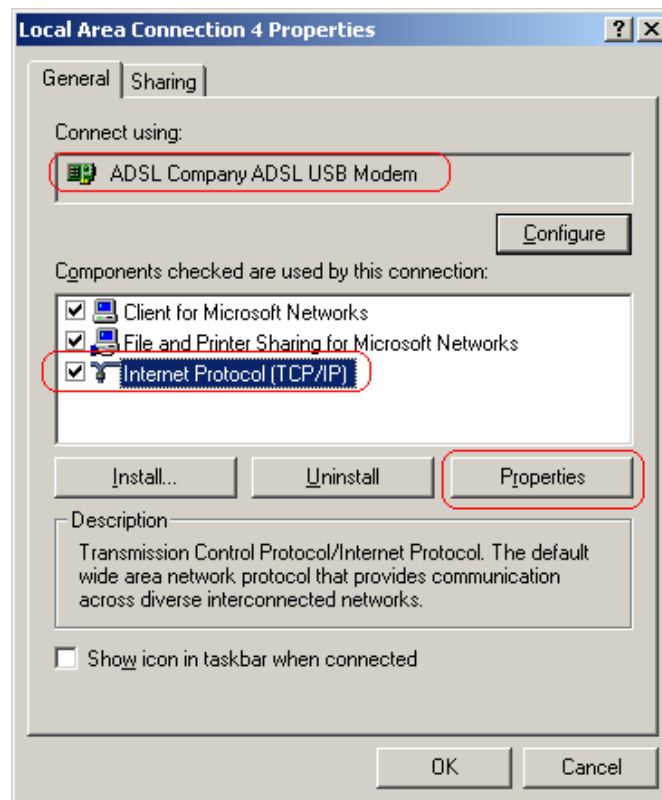 Local Area Connection 4 Properties
General
Sharing
Connect using:
ADSL Company ADSL USB Modem
Configure
Components checked are used by this connection:
Client for Microsoft Networks
File and Printer Sharing for Microsoft Networks
Internet Protocol (TCP/IP)
Install...
Uninstall
Properties
Description
Transmission Control Protocol/Internet Protocol. The default
wide area network protocol that provides communication
across diverse interconnected networks.
Show icon in taskbar when connected
OK
Cancel